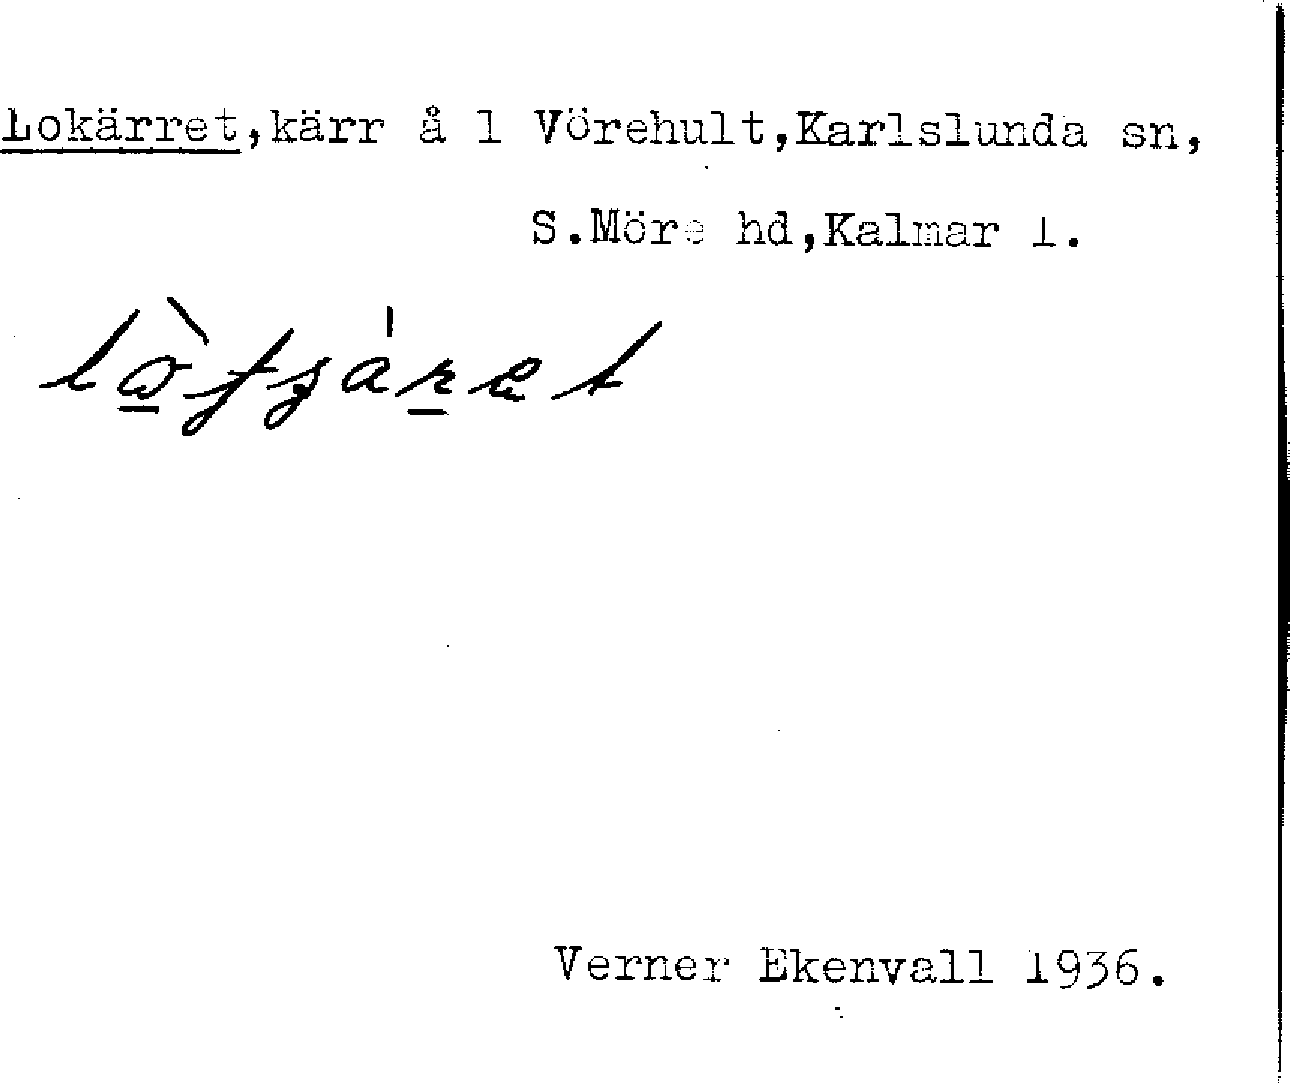 Lokärret,kärr å 1 Vörehult,Karlslunda sn,
S.Möre hd,Kalmar l.
Verner Ekenvall 1936.